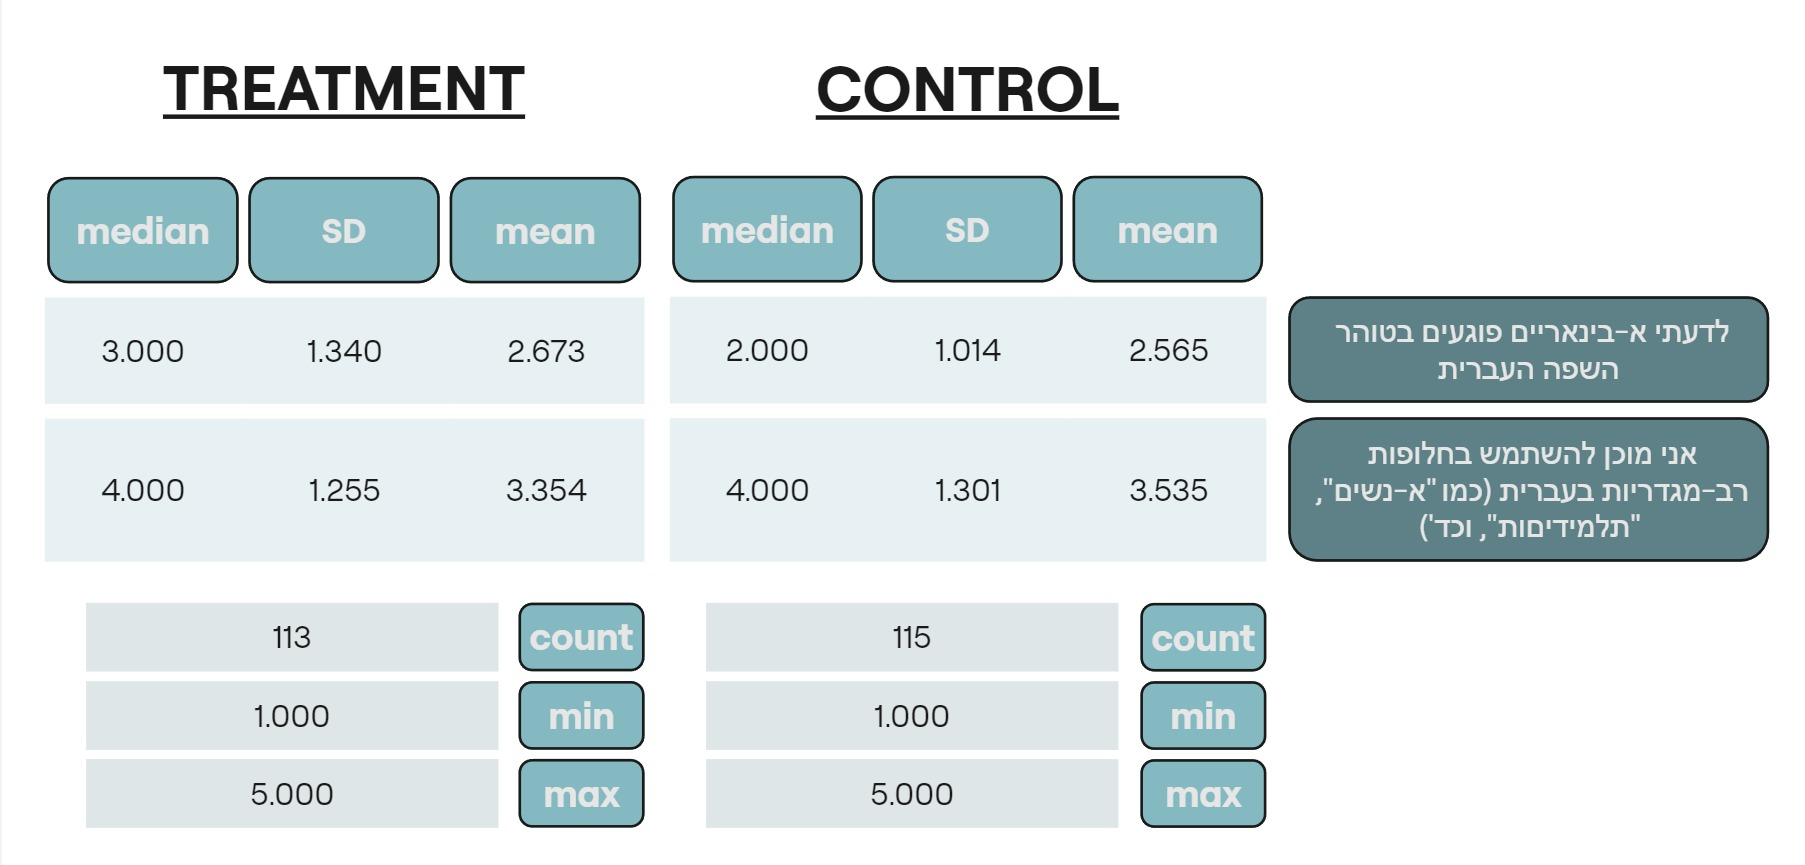 TREATMENT
CONTROL
median SD mean median SD mean
3.000 1.340 2.673 2.000 1.014 2.565
לדעתי א-בינאריים פוגעים בטוהר
השפה העברית
4.000 1.255 3.354 4.000 1.301 3.535
אני מוכן להשתמש בחלופות
רב-מגדריות בעברית (כמו "א-נשים",
"תלמידיםות", וכד')
113 count 115 count
1.000 min 1.000 min
5.000 max 5.000 max